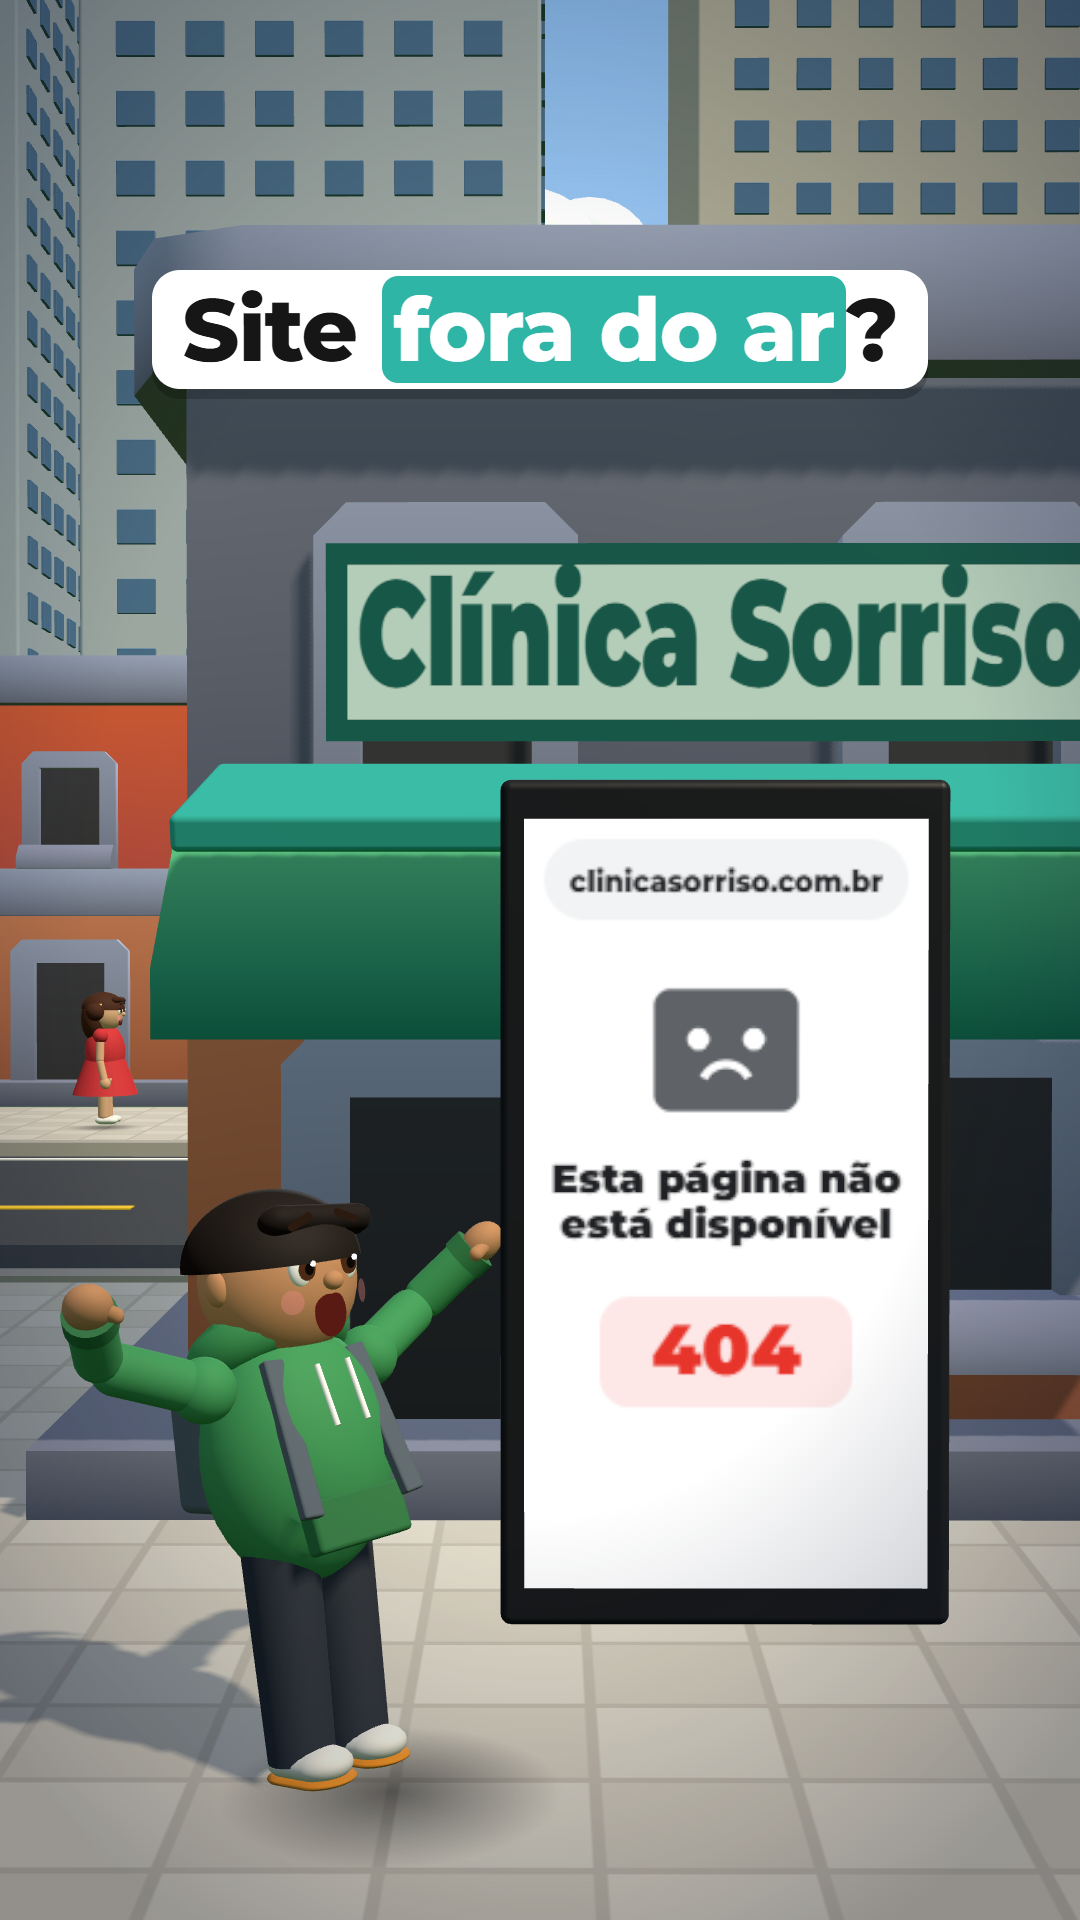 Site fora do ar?
Clínica Sorriso
clinicasorriso.com.br
Esta página não
está disponível
404